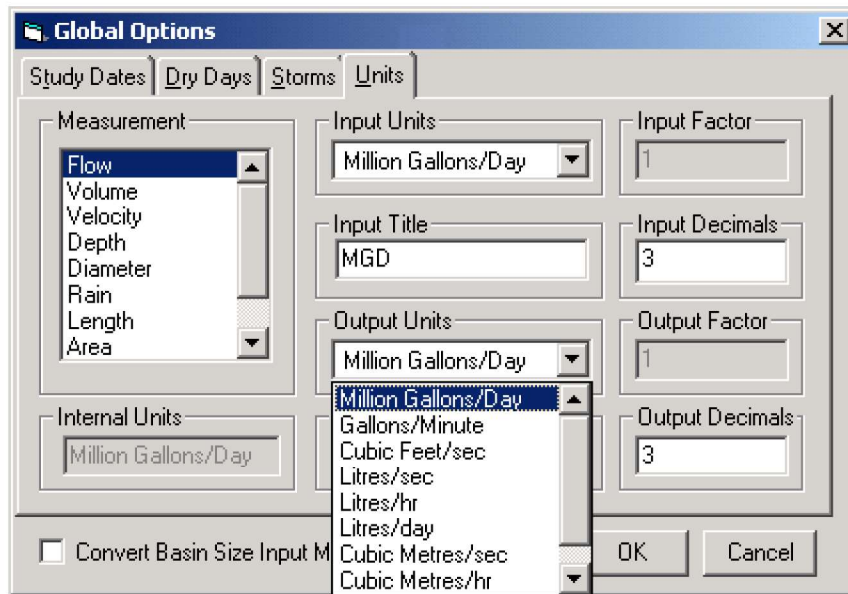 Global Options
Study Dates
Dry Days
Storms
Units
Measurement
Flow
Volume
Velocity
Depth
Diameter
Rain
Length
Area
Input Units
Million Gallons/Day
Input Factor
1
Input Title
MGD
Input Decimals
3
Output Units
Million Gallons/Day
Output Factor
1
Million Gallons/Day
Gallons/Minute
Cubic Feet/sec
Litres/sec
Litres/hr
Litres/day
Cubic Metres/sec
Cubic Metres/hr
Internal Units
Million Gallons/Day
Output Decimals
3
Convert Basin Size Input M
OK
Cancel